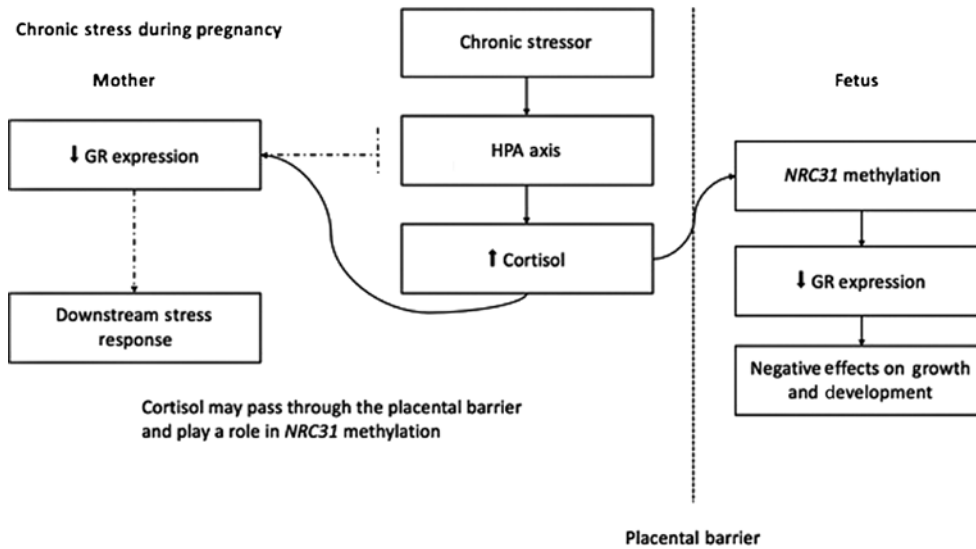 Chronic stress during pregnancy
Mother
Chronic stressor
Fetus
⬇ GR expression
HPA axis
NRC31 methylation
⬆ Cortisol
⬇ GR expression
Downstream stress
response
Negative effects on growth
and development
Cortisol may pass through the placental barrier
and play a role in NRC31 methylation
Placental barrier